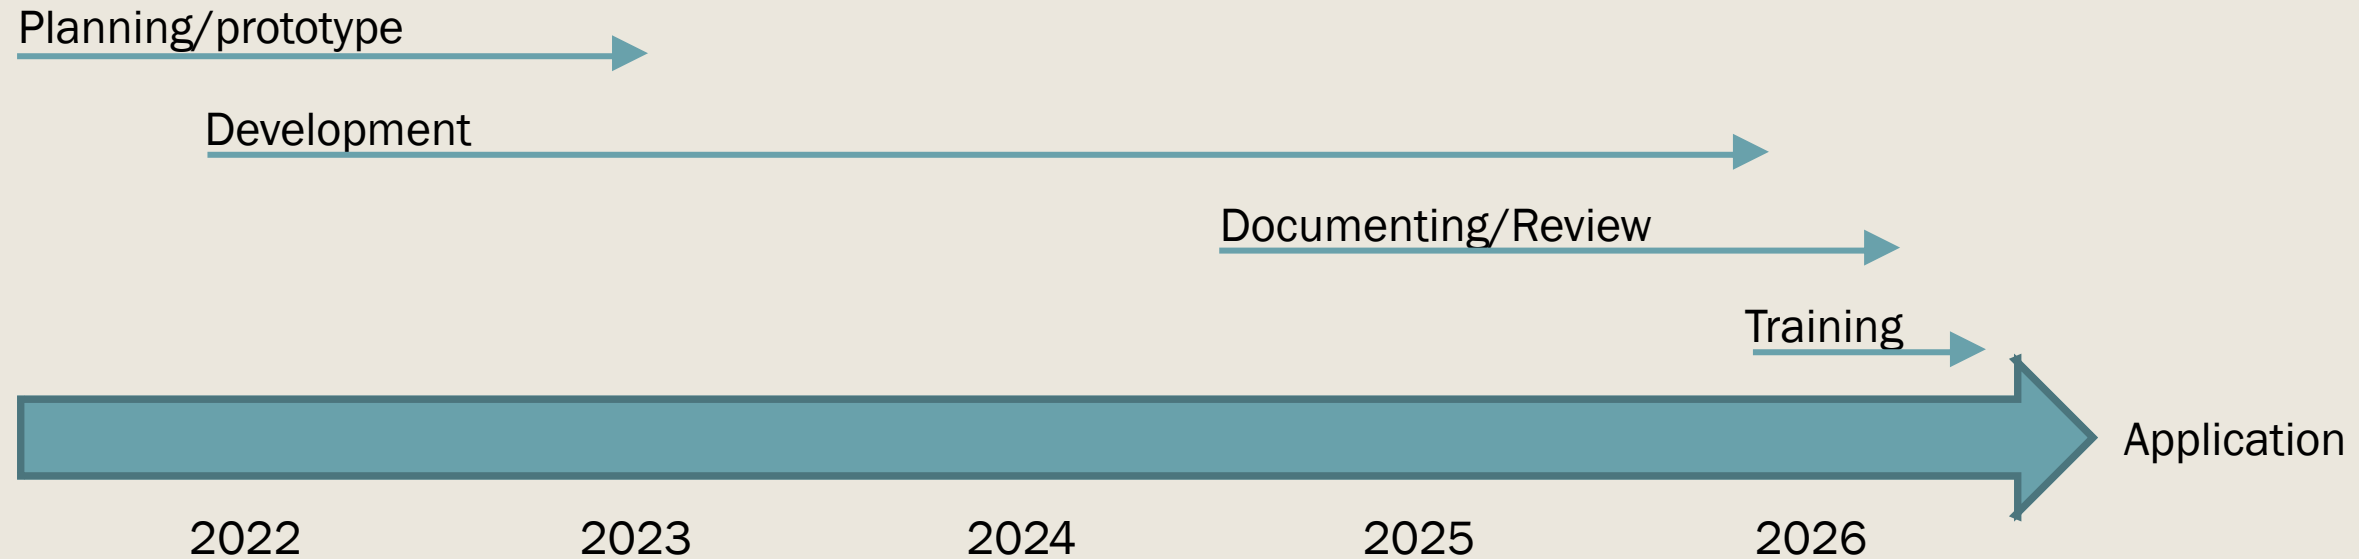 Planning/prototype
Development
Documenting/Review
Training
Application
2022 2023 2024 2025 2026